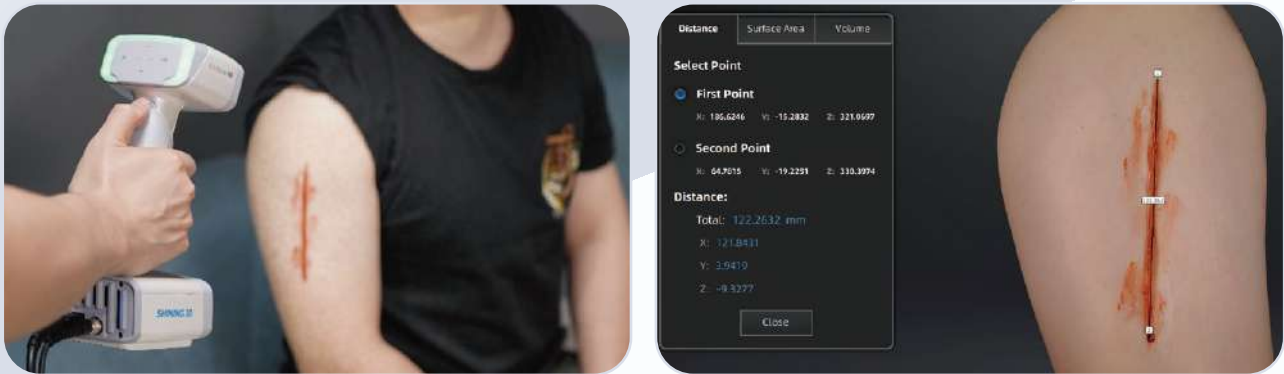 SHINING 3D
Distance Surface Area Volume
Select Point
First Point
X: 186.6246 Y: -15.2832 Z: 321.0697
Second Point
X: 64.7815 Y: -19.2251 Z: 330.3974
Distance:
Total: 122.2632 mm
X: 121.8431
Y: 3.9419
Z: -9.3277
Close